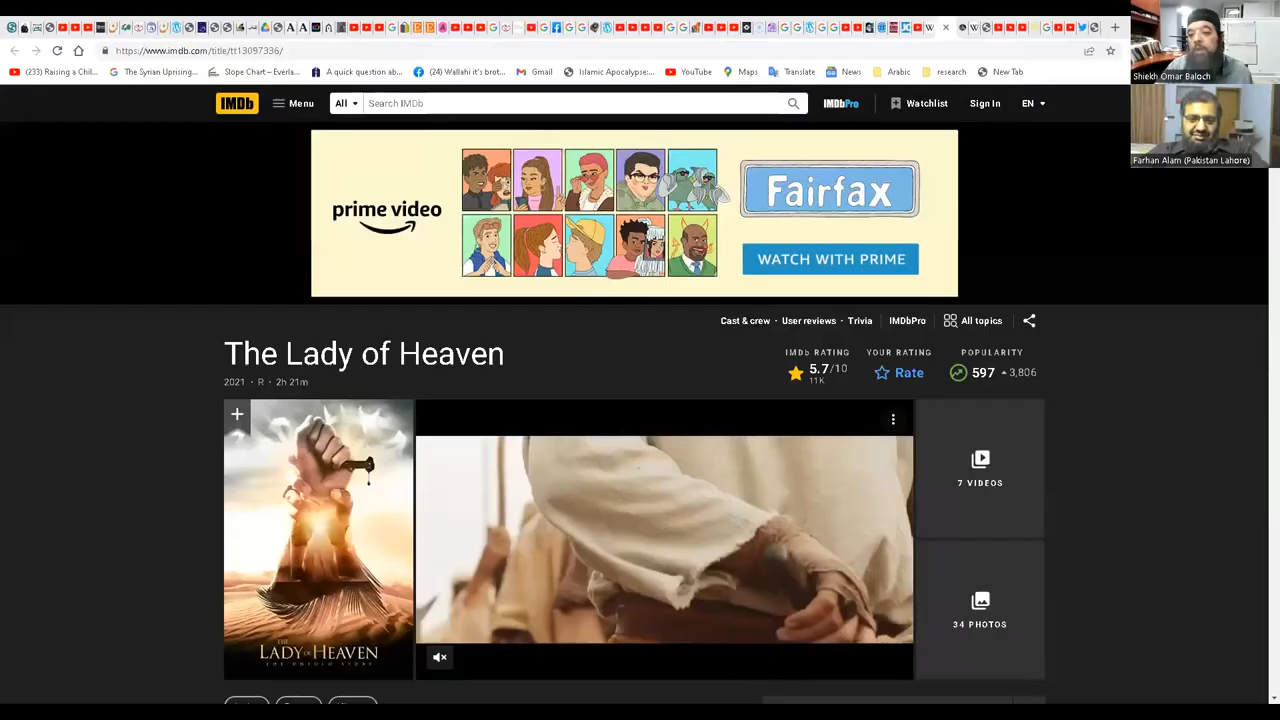 https://www.imdb.com/title/tt13097336/
(233) Raising a Chil...
The Syrian Uprising...
Slope Chart – Everla...
A quick question ab...
(24) Wallahi it's brot...
Gmail
Islamic Apocalypse:...
YouTube
Maps
Translate
News
Arabic
research
New Tab
Shiekh Omar Baloch
Farhan Alam (Pakistan Lahore)
IMDb
Menu
All
Search IMDb
IMDbPro
Watchlist
Sign In
EN
prime video
Fairfax
WATCH WITH PRIME
Cast & crew • User reviews • Trivia
IMDbPro
All topics
The Lady of Heaven
2021 • R • 2h 21m
IMDb RATING
5.7/10
11K
YOUR RATING
Rate
POPULARITY
597
3,806
THE
LADY OF HEAVEN
THE UNTOLD STORY
7 VIDEOS
34 PHOTOS